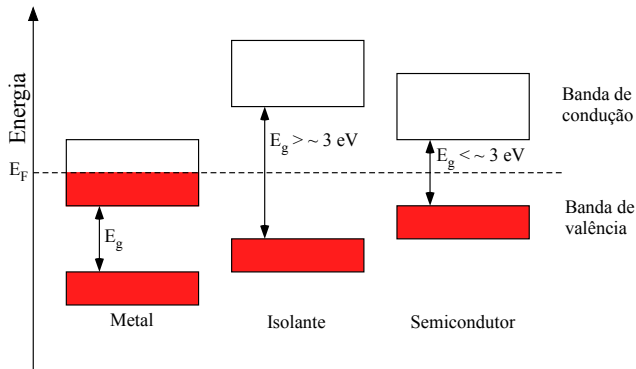 Energia
E_F
E_g
E_g > ~ 3 eV
E_g < ~ 3 eV
Banda de
condução
Banda de
valência
Metal
Isolante
Semicondutor